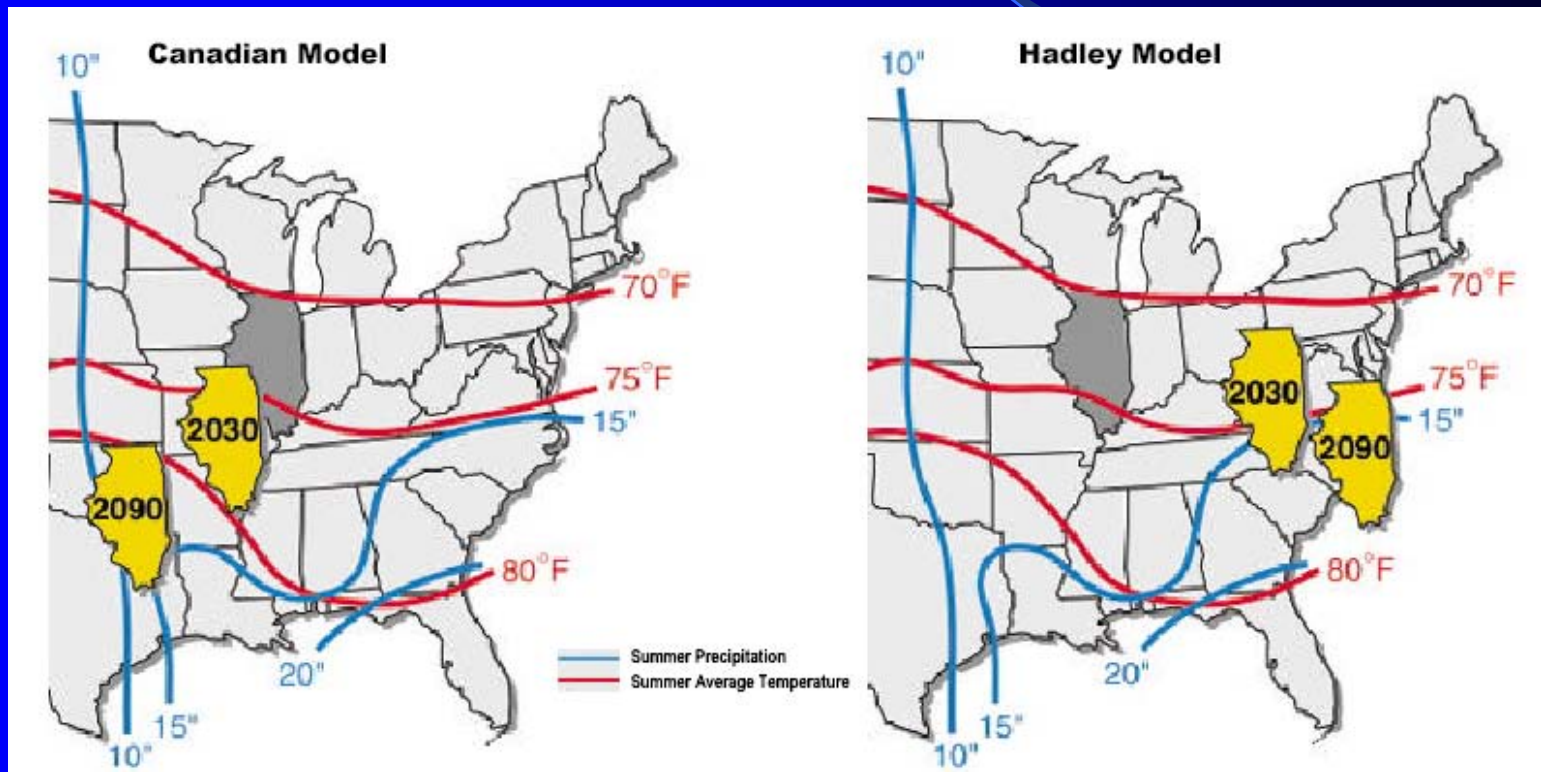 Canadian Model
10"
70°F
75°F
15"
2030
2090
80°F
20"
15"
10"
Summer Precipitation
Summer Average Temperature
Hadley Model
10"
70°F
75°F
15"
2030
2090
80°F
20"
15"
10"